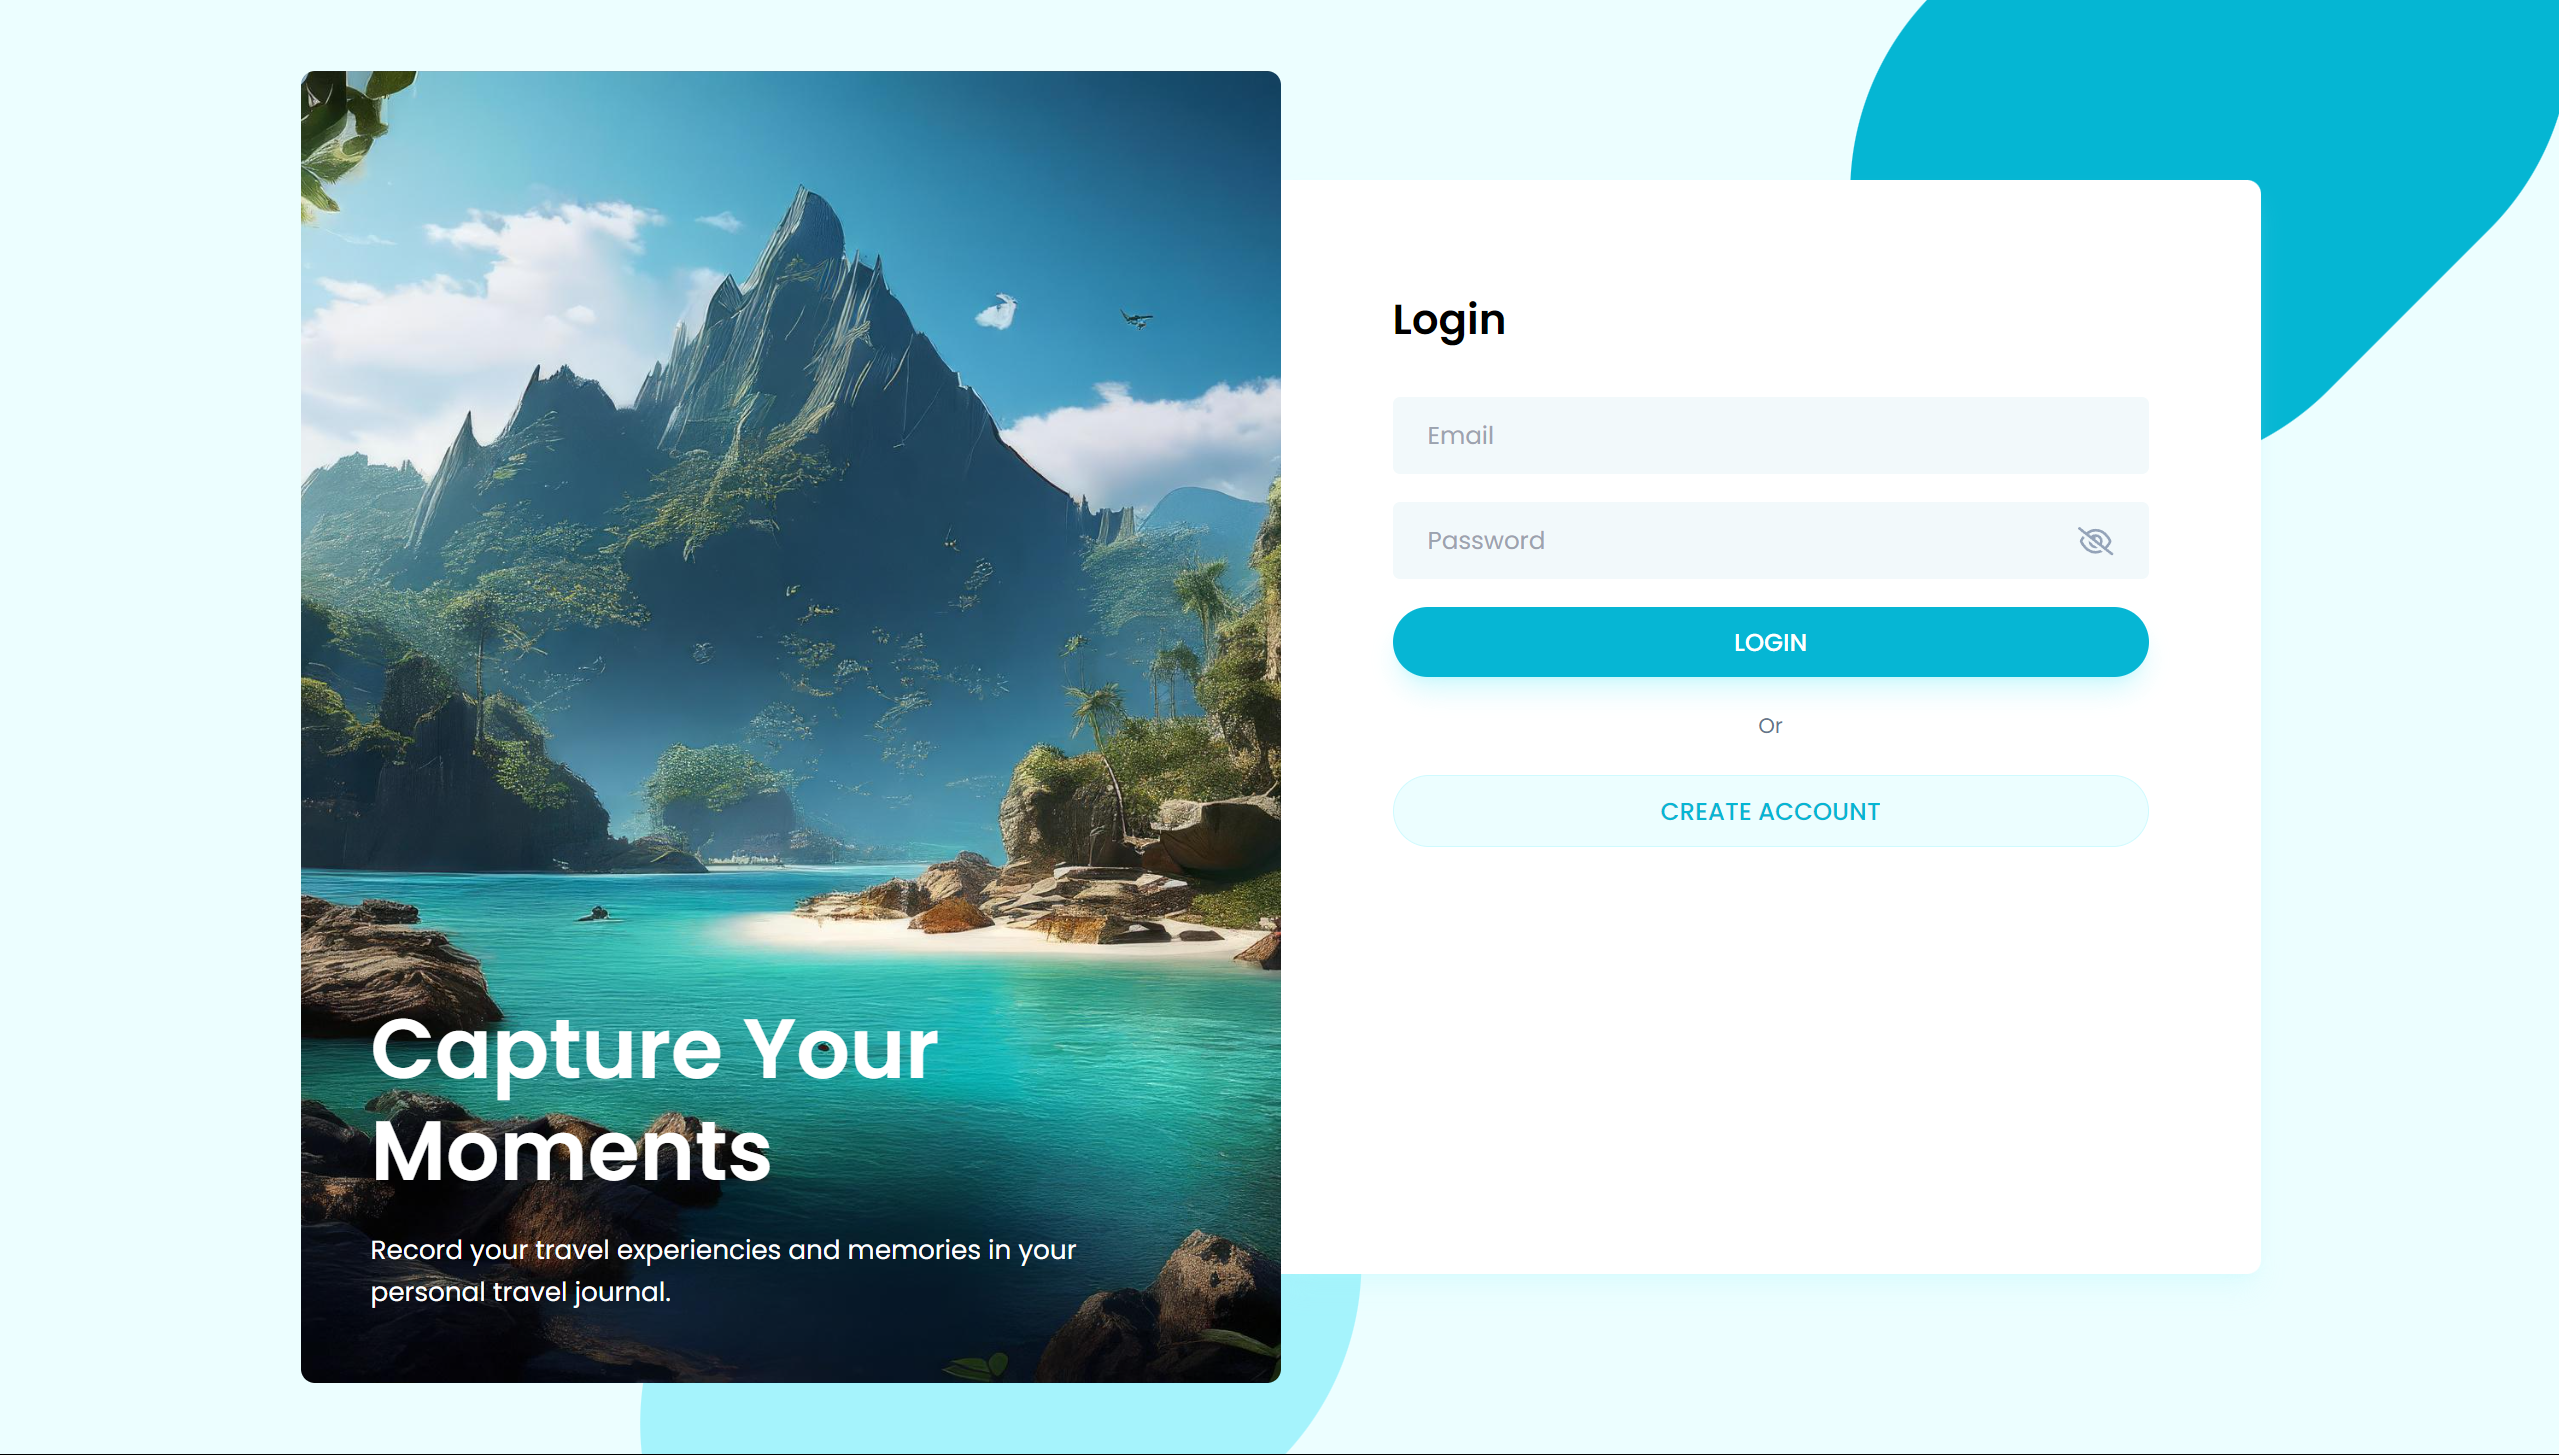 Capture Your
Moments
Record your travel experiencies and memories in your
personal travel journal.
Login
Email
Password
LOGIN
Or
CREATE ACCOUNT